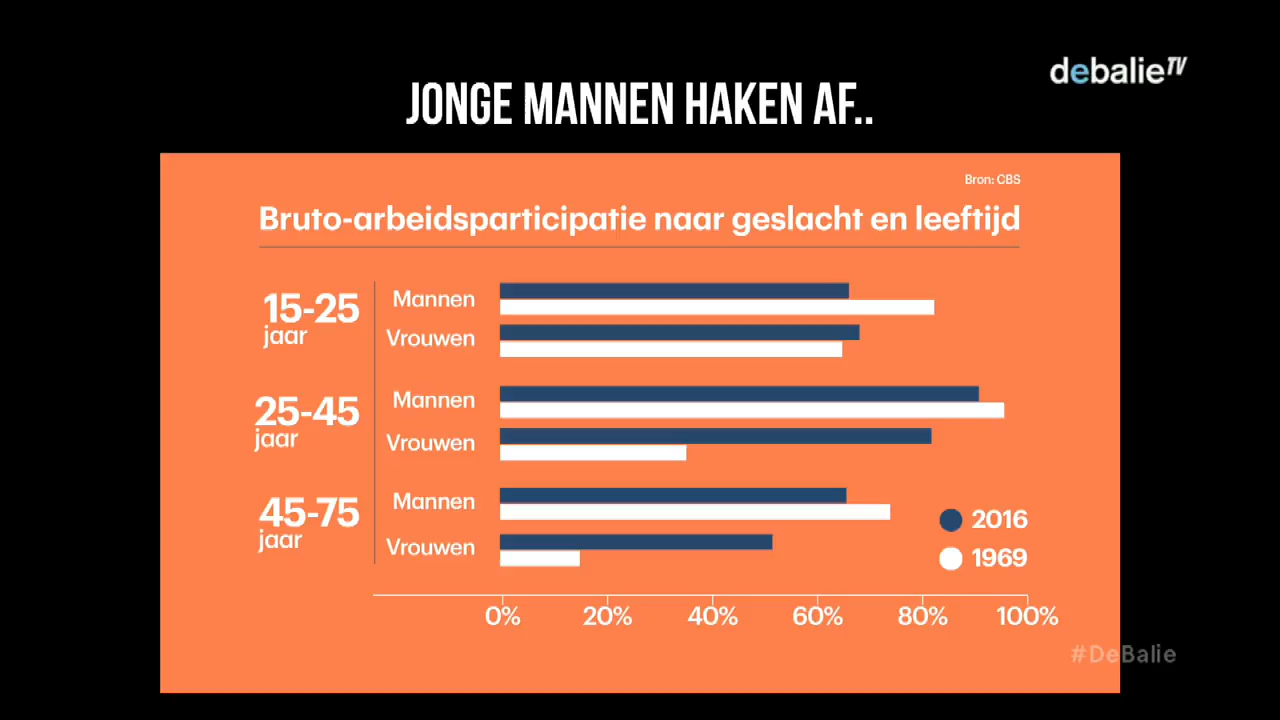 debalieTV
JONGE MANNEN HAKEN AF..
Bron: CBS
Bruto-arbeidsparticipatie naar geslacht en leeftijd
15-25
jaar
Mannen
Vrouwen
25-45
jaar
Mannen
Vrouwen
45-75
jaar
Mannen
Vrouwen
2016
1969
0% 20% 40% 60% 80% 100%
#DeBalie